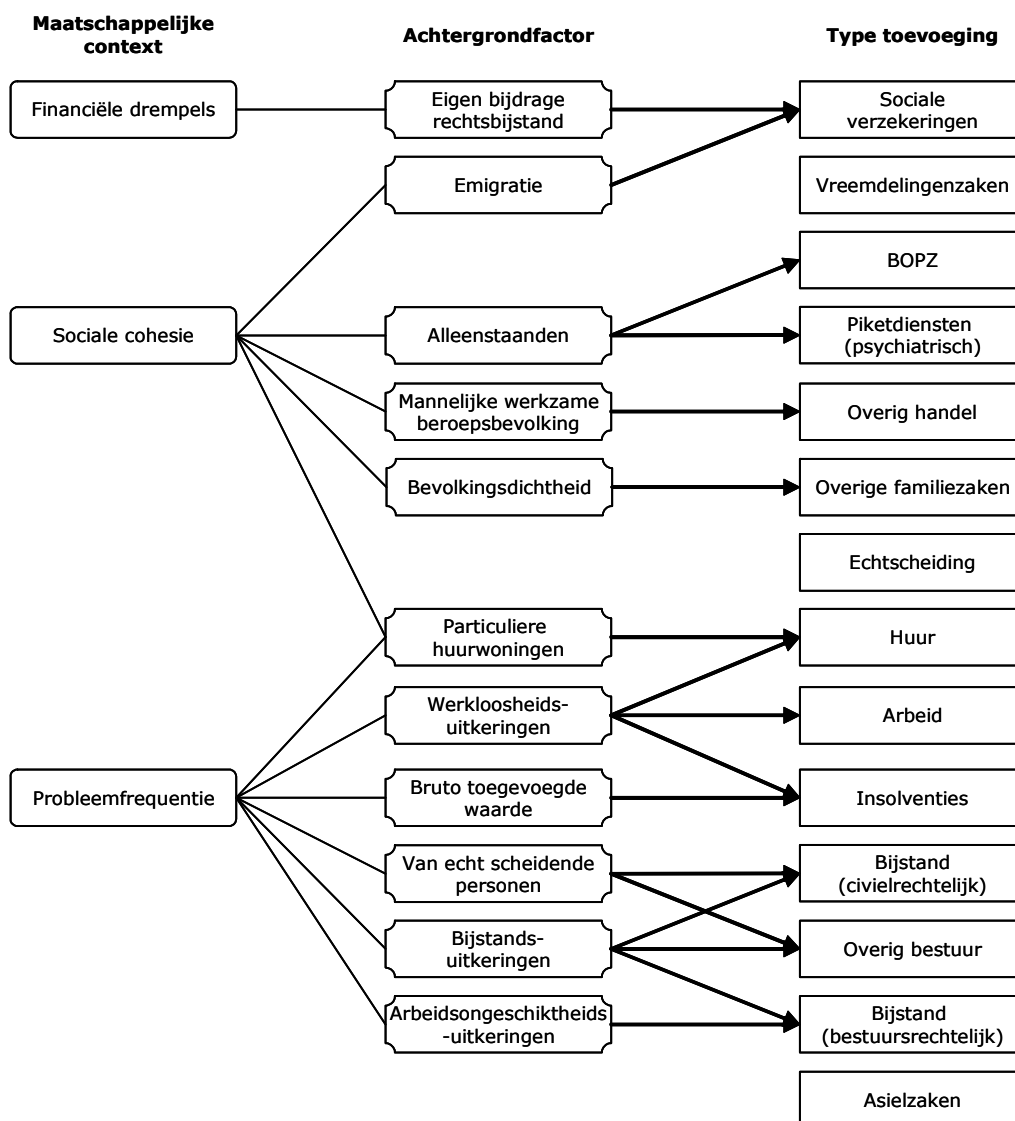 Maatschappelijke
context
Achtergrondfactor
Type toevoeging
Financiële drempels
Eigen bijdrage
rechtsbijstand
Sociale
verzekeringen
Emigratie
Vreemdelingenzaken
BOPZ
Sociale cohesie
Alleenstaanden
Piketdiensten
(psychiatrisch)
Mannelijke werkzame
beroepsbevolking
Overig handel
Bevolkingsdichtheid
Overige familiezaken
Echtscheiding
Particuliere
huurwoningen
Huur
Werkloosheids-
uitkeringen
Arbeid
Probleemfrequentie
Bruto toegevoegde
waarde
Insolventies
Van echt scheidende
personen
Bijstand
(civielrechtelijk)
Bijstands-
uitkeringen
Overig bestuur
Arbeidsongeschiktheids
-uitkeringen
Bijstand
(bestuursrechtelijk)
Asielzaken